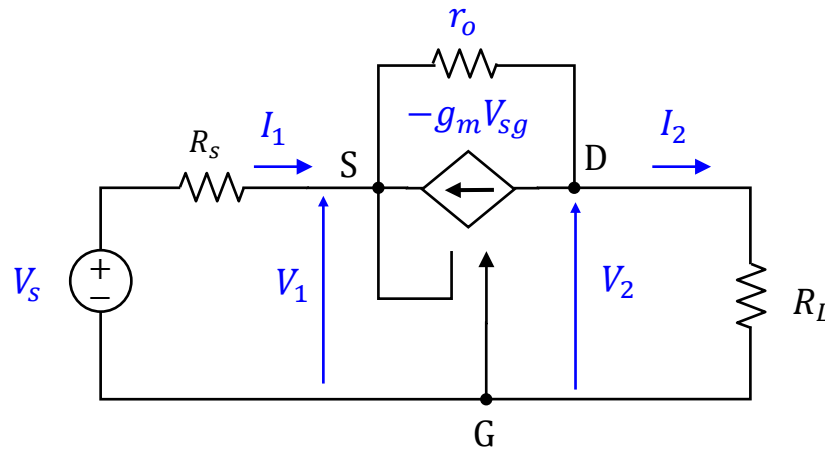 r_o
−g_m V_sg
I_1
R_s
S
D
I_2
V_s
+
−
V_1
V_2
R_L
G